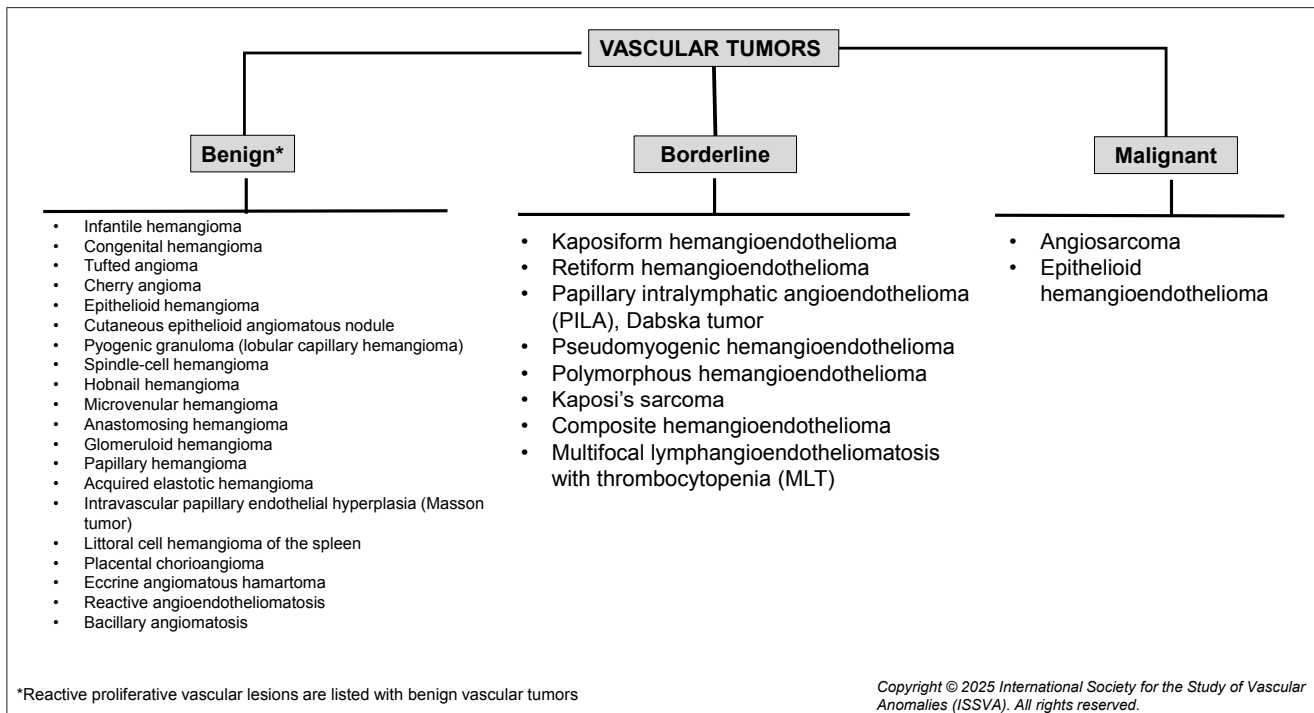 VASCULAR TUMORS
Benign*
• Infantile hemangioma
• Congenital hemangioma
• Tufted angioma
• Cherry angioma
• Epithelioid hemangioma
• Cutaneous epithelioid angiomatous nodule
• Pyogenic granuloma (lobular capillary hemangioma)
• Spindle-cell hemangioma
• Hobnail hemangioma
• Microvenular hemangioma
• Anastomosing hemangioma
• Glomeruloid hemangioma
• Papillary hemangioma
• Acquired elastotic hemangioma
• Intravascular papillary endothelial hyperplasia (Masson
tumor)
• Littoral cell hemangioma of the spleen
• Placental chorioangioma
• Eccrine angiomatous hamartoma
• Reactive angioendotheliomatosis
• Bacillary angiomatosis
Borderline
• Kaposiform hemangioendothelioma
• Retiform hemangioendothelioma
• Papillary intralymphatic angioendothelioma
(PILA), Dabska tumor
• Pseudomyogenic hemangioendothelioma
• Polymorphous hemangioendothelioma
• Kaposi’s sarcoma
• Composite hemangioendothelioma
• Multifocal lymphangioendotheliomatosis
with thrombocytopenia (MLT)
Malignant
• Angiosarcoma
• Epithelioid
hemangioendothelioma
*Reactive proliferative vascular lesions are listed with benign vascular tumors
Copyright © 2025 International Society for the Study of Vascular
Anomalies (ISSVA). All rights reserved.